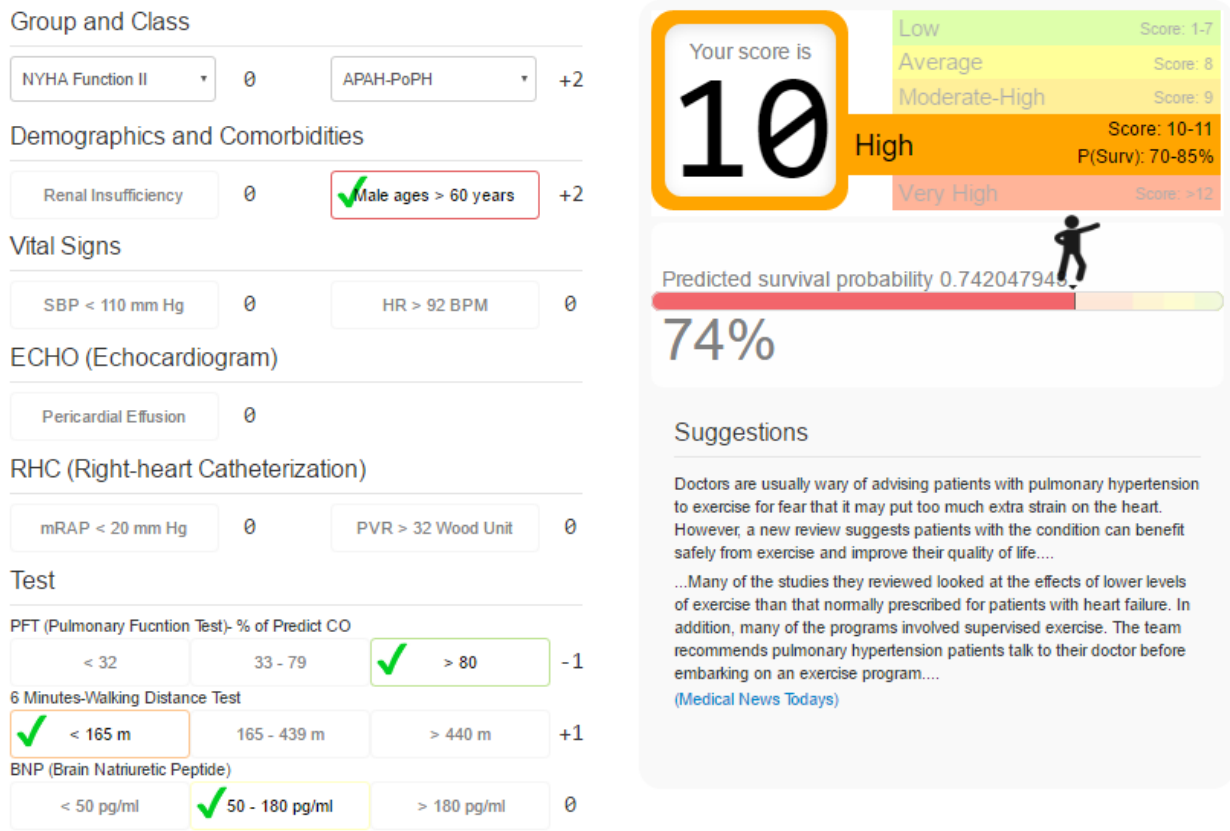 Group and Class
NYHA Function II 0 APAH-PoPH +2
Demographics and Comorbidities
Renal Insufficiency 0 Male ages > 60 years +2
Vital Signs
SBP < 110 mm Hg 0 HR > 92 BPM 0
ECHO (Echocardiogram)
Pericardial Effusion 0
RHC (Right-heart Catheterization)
mRAP < 20 mm Hg 0 PVR > 32 Wood Unit 0
Test
PFT (Pulmonary Fucntion Test)- % of Predict CO
< 32 33 - 79 > 80 -1
6 Minutes-Walking Distance Test
< 165 m 165 - 439 m > 440 m +1
BNP (Brain Natriuretic Peptide)
< 50 pg/ml 50 - 180 pg/ml > 180 pg/ml 0
Your score is
10
Low Score: 1-7
Average Score: 8
Moderate-High Score: 9
High Score: 10-11
P(Surv): 70-85%
Very High Score: >12
Predicted survival probability 0.742047948
74%
Suggestions
Doctors are usually wary of advising patients with pulmonary hypertension
to exercise for fear that it may put too much extra strain on the heart.
However, a new review suggests patients with the condition can benefit
safely from exercise and improve their quality of life....
...Many of the studies they reviewed looked at the effects of lower levels
of exercise than that normally prescribed for patients with heart failure. In
addition, many of the programs involved supervised exercise. The team
recommends pulmonary hypertension patients talk to their doctor before
embarking on an exercise program....
(Medical News Todays)